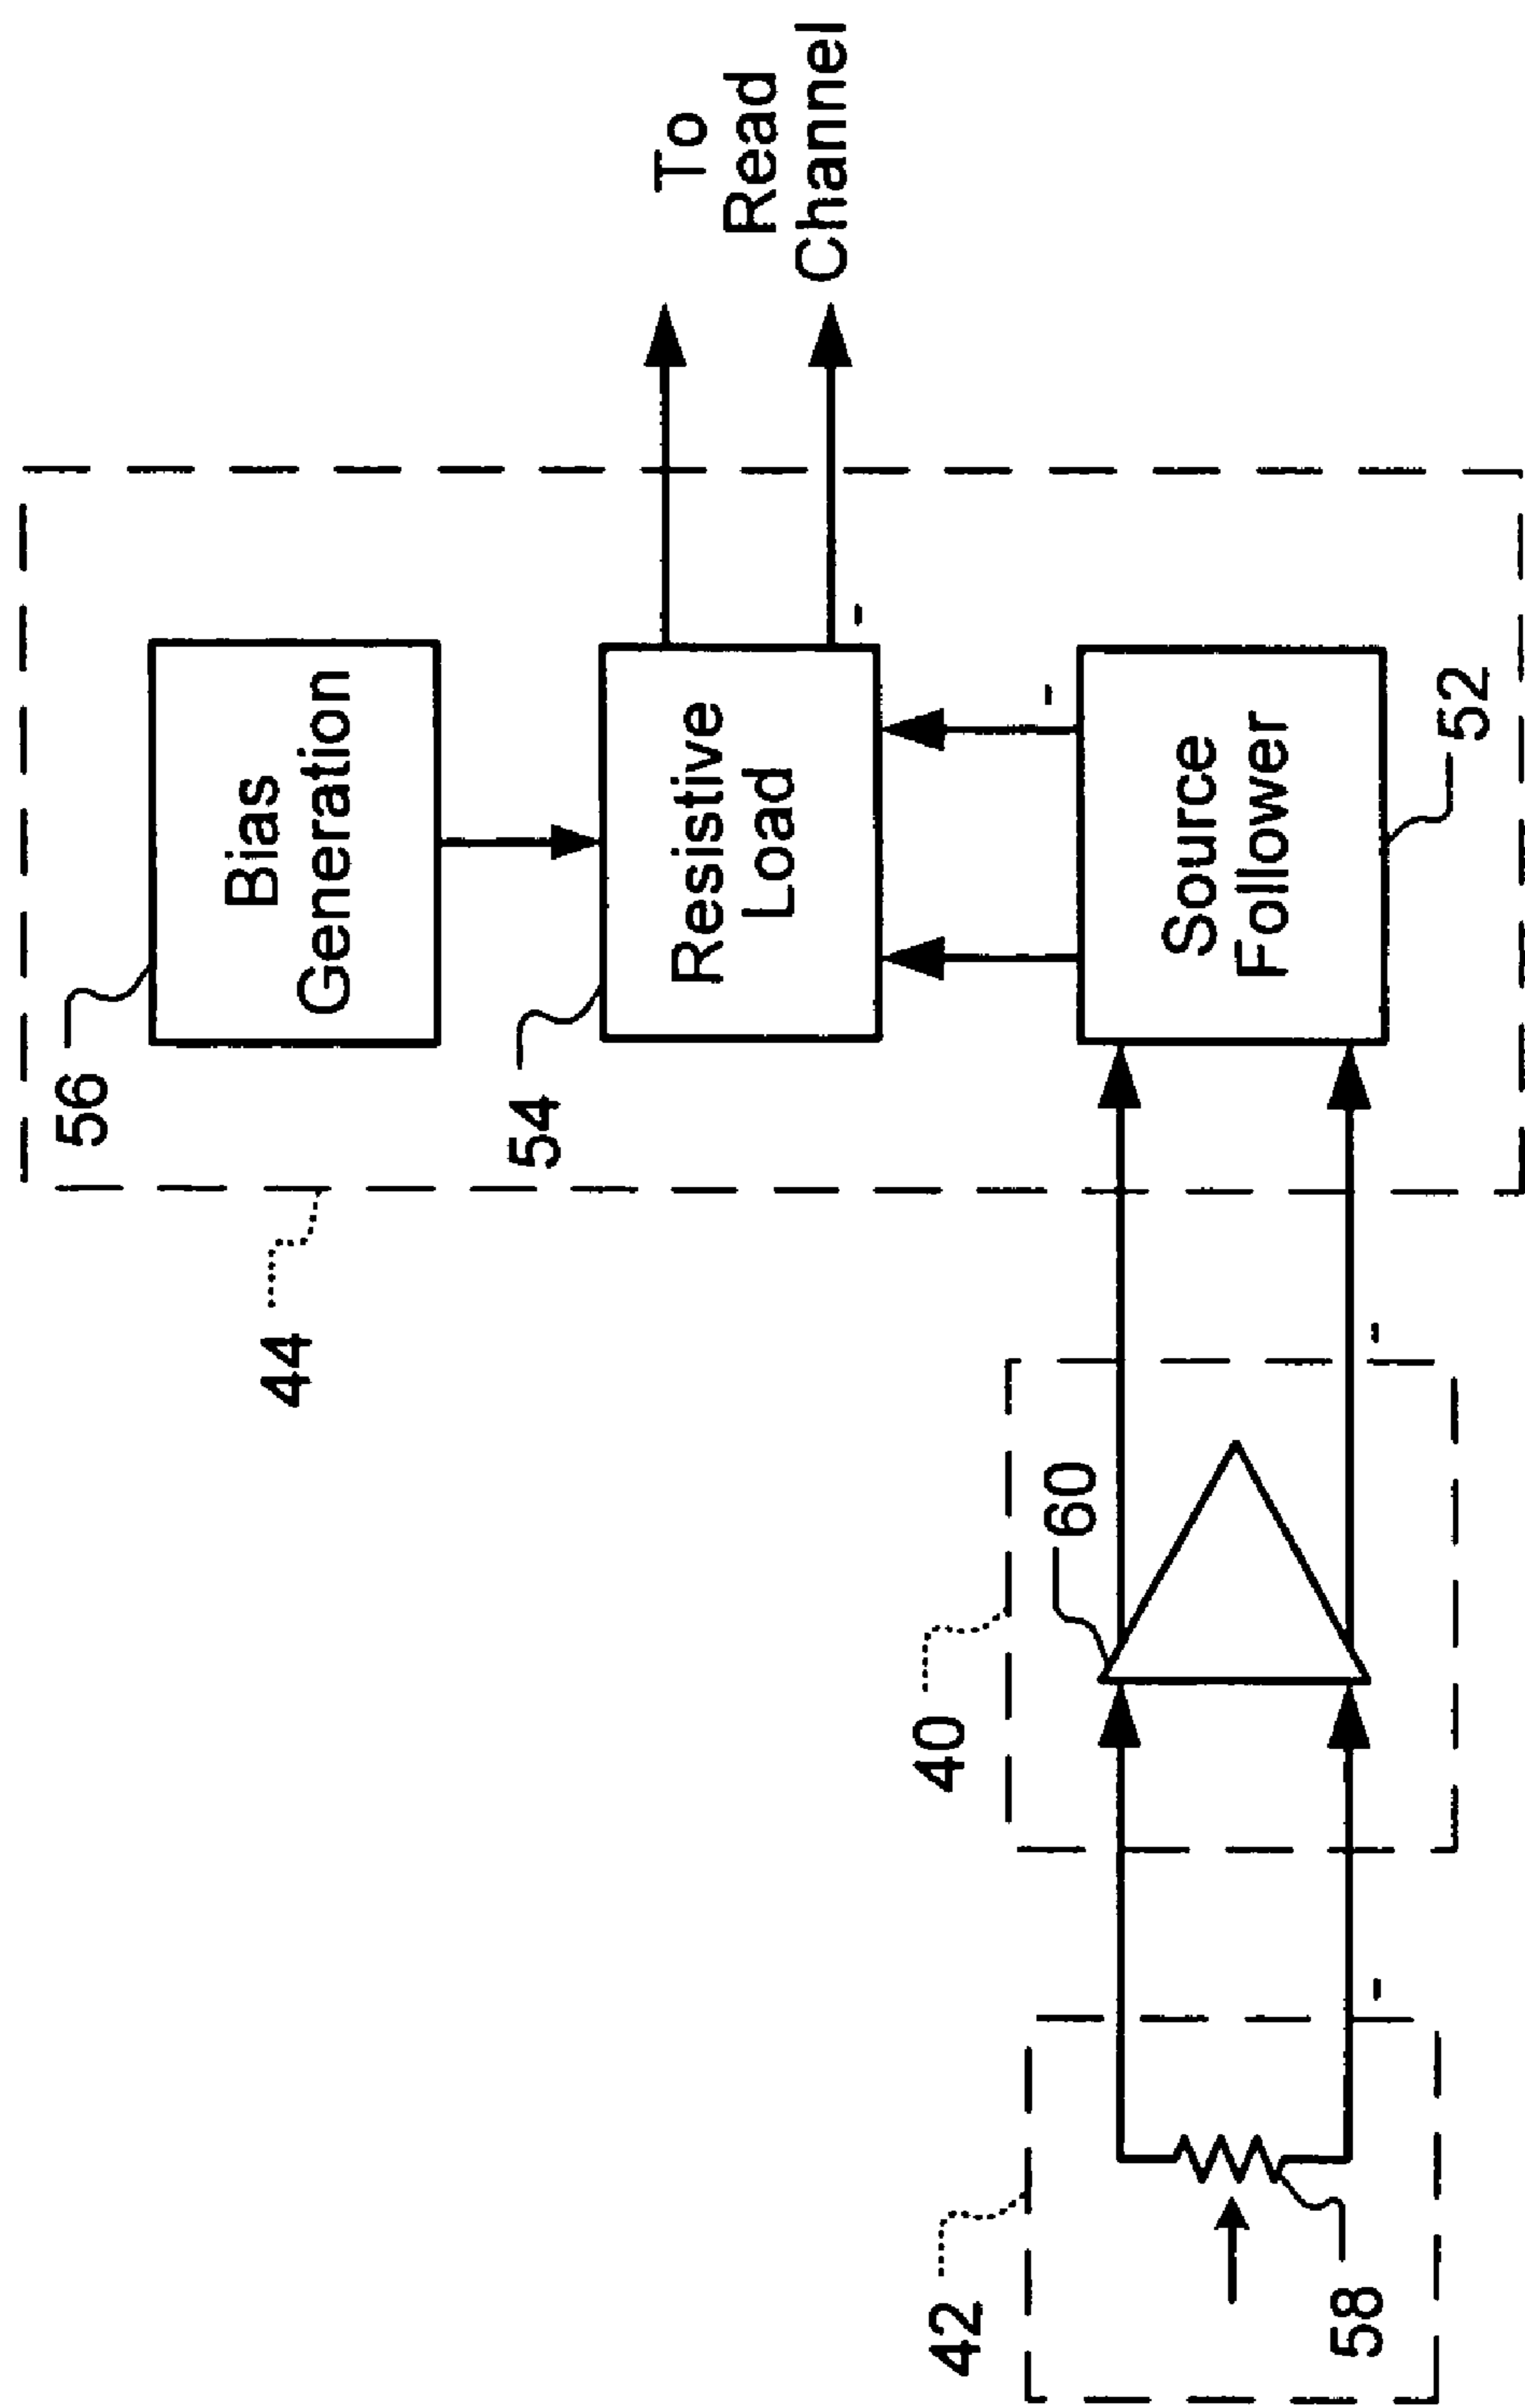 56
Bias
Generation
44
54
Resistive
Load
To
Read
Channel
42
40
60
Source
Follower
58
52